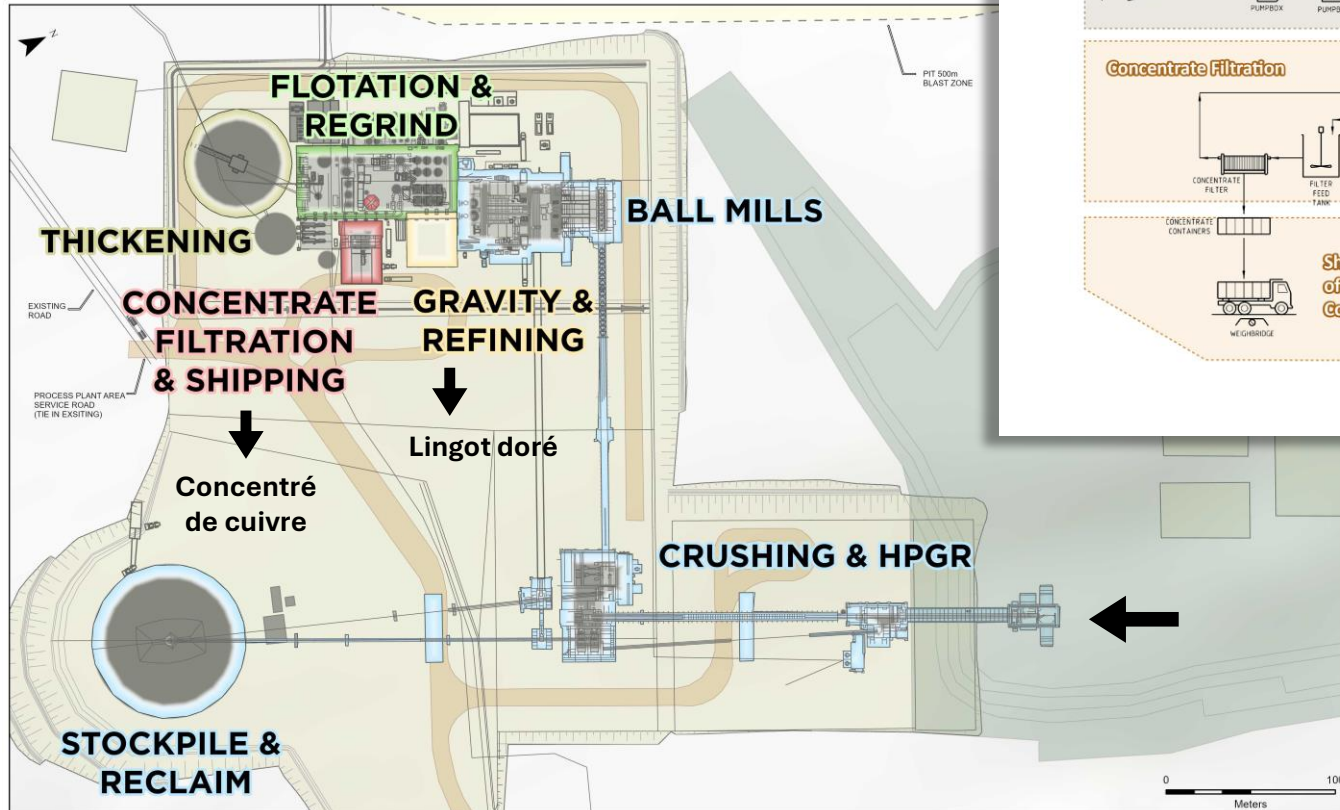 N
FLOTATION &
REGRIND
PIT 500m
BLAST ZONE
BALL MILLS
THICKENING
EXISTING
ROAD
CONCENTRATE
FILTRATION
& SHIPPING
GRAVITY &
REFINING
PROCESS PLANT AREA
SERVICE ROAD
(TIE IN EXSITING)
Lingot doré
Concentré
de cuivre
CRUSHING & HPGR
STOCKPILE &
RECLAIM
0
Meters
PUMPBOX
Concentrate Filtration
CONCENTRATE
FILTER
FILTER
FEED
TANK
CONCENTRATE
CONTAINERS
of
WEIGHBRIDGE